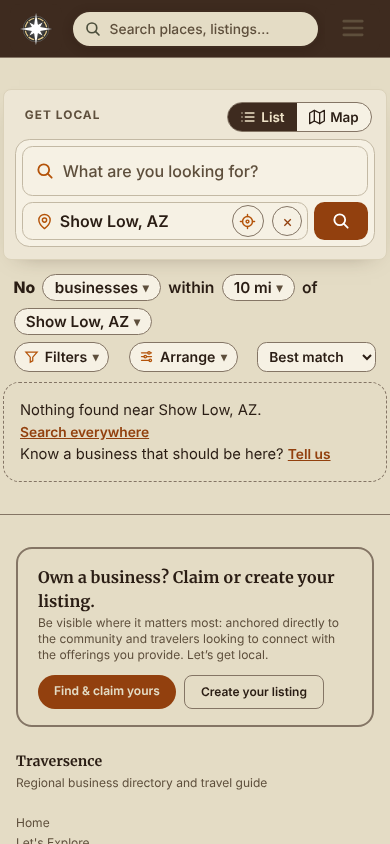 Search places, listings...
GET LOCAL
List Map
What are you looking for?
Show Low, AZ ×
No businesses ▾ within 10 mi ▾ of
Show Low, AZ ▾
Filters ▾ Arrange ▾ Best match
Nothing found near Show Low, AZ.
Search everywhere
Know a business that should be here? Tell us
Own a business? Claim or create your
listing.
Be visible where it matters most: anchored directly to
the community and travelers looking to connect with
the offerings you provide. Let's get local.
Find & claim yours Create your listing
Traversence
Regional business directory and travel guide
Home
Let's Explore